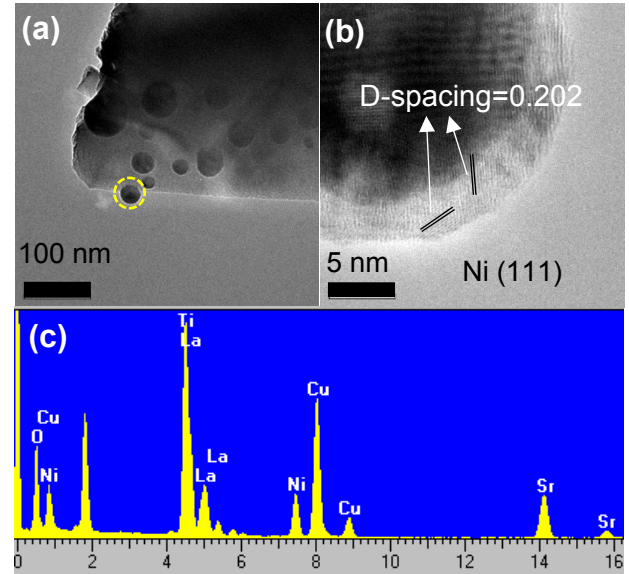 (a)
100 nm
(b)
D-spacing=0.202
5 nm
Ni (111)
(c)
Ti
La
Cu
O
Ni
La
La
Ni
Cu
Cu
Sr
Sr
0 2 4 6 8 10 12 14 16